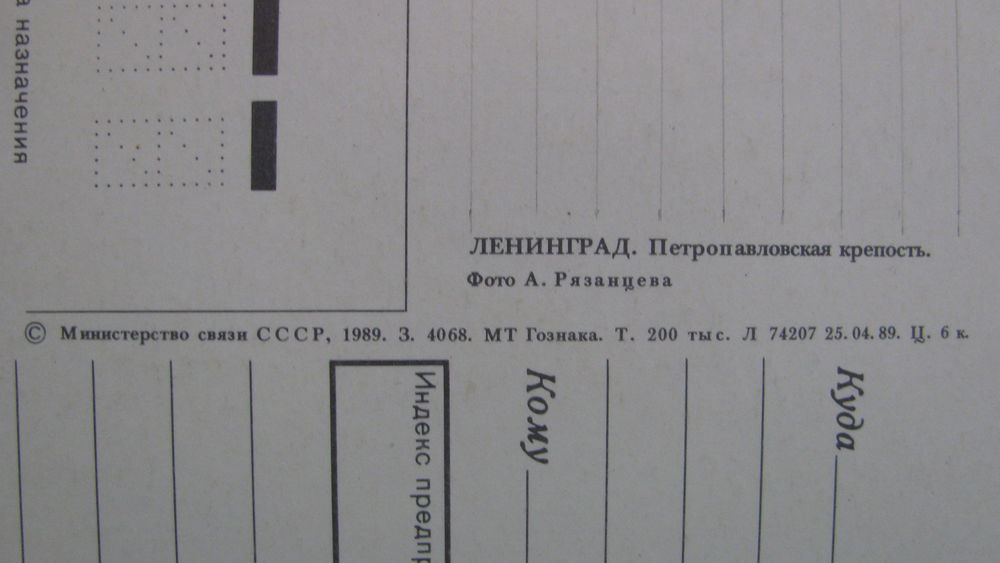 а назначения
ЛЕНИНГРАД. Петропавловская крепость.
Фото А. Рязанцева
© Министерство связи СССР, 1989. З. 4068. МТ Гознака. Т. 200 тыс. Л 74207 25.04.89. Ц. 6 к.
Куда
Кому
Индекс предпр